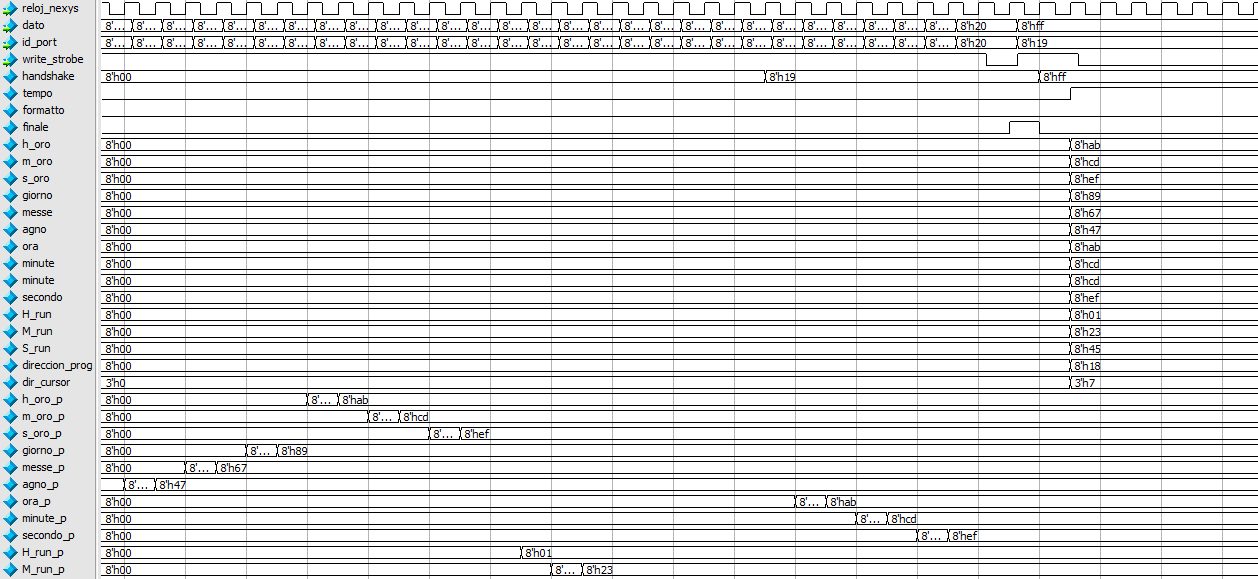 reloj_nexys
dato 8'... 8'... 8'... 8'... 8'... 8'... 8'... 8'... 8'... 8'... 8'... 8'... 8'... 8'... 8'... 8'... 8'... 8'... 8'... 8'... 8'... 8'... 8'... 8'... 8'... 8'... 8'... 8'... 8'h20 8'hff
id_port 8'... 8'... 8'... 8'... 8'... 8'... 8'... 8'... 8'... 8'... 8'... 8'... 8'... 8'... 8'... 8'... 8'... 8'... 8'... 8'... 8'... 8'... 8'... 8'... 8'... 8'... 8'... 8'... 8'h20 8'h19
write_strobe
handshake 8'h00 8'h19 8'hff
tempo
formatto
finale
h_oro 8'h00 8'hab
m_oro 8'h00 8'hcd
s_oro 8'h00 8'hef
giorno 8'h00 8'h89
messe 8'h00 8'h67
agno 8'h00 8'h47
ora 8'h00 8'hab
minute 8'h00 8'hcd
minute 8'h00 8'hcd
secondo 8'h00 8'hef
H_run 8'h00 8'h01
M_run 8'h00 8'h23
S_run 8'h00 8'h45
direccion_prog 8'h00 8'h18
dir_cursor 3'h0 3'h7
h_oro_p 8'h00 8'... 8'hab
m_oro_p 8'h00 8'... 8'hcd
s_oro_p 8'h00 8'... 8'hef
giorno_p 8'h00 8'... 8'h89
messe_p 8'h00 8'... 8'h67
agno_p 8'h00 8'... 8'h47
ora_p 8'h00 8'... 8'hab
minute_p 8'h00 8'... 8'hcd
secondo_p 8'h00 8'... 8'hef
H_run_p 8'h00 8'h01
M_run_p 8'h00 8'... 8'h23